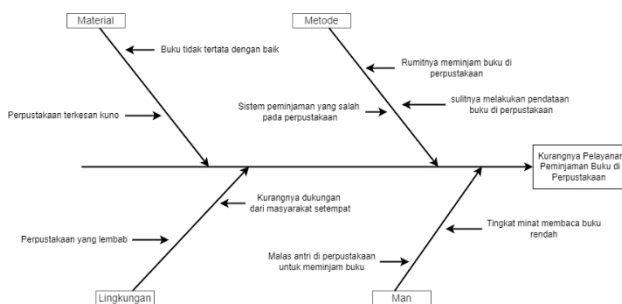 Material
Metode
Buku tidak tertata dengan baik
Rumitnya meminjam buku di
perpustakaan
Perpustakaan terkesan kuno
Sistem peminjaman yang salah
pada perpustakaan
sulitnya melakukan pendataan
buku di perpustakaan
Kurangnya Pelayanan
Peminjaman Buku di
Perpustakaan
Kurangnya dukungan
dari masyarakat setempat
Perpustakaan yang lembab
Tingkat minat membaca buku
rendah
Malas antri di perpustakaan
untuk meminjam buku
Lingkungan
Man